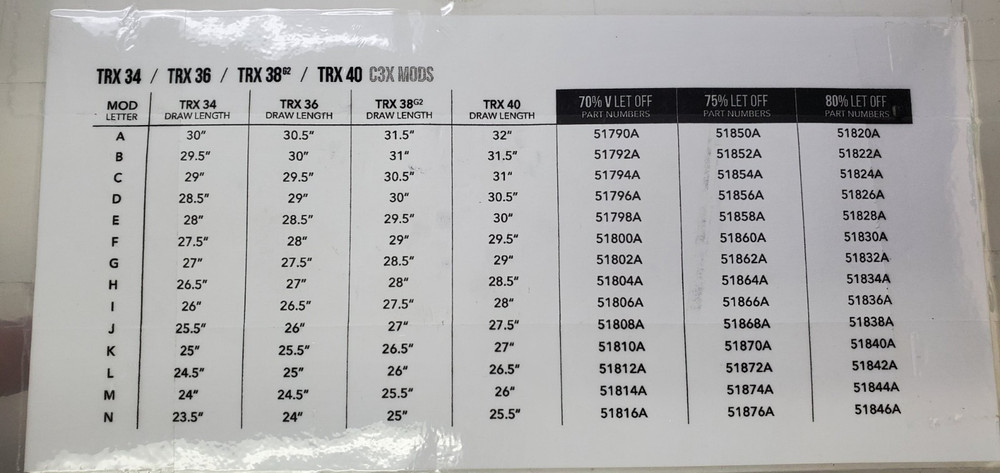 TRX 34 / TRX 36 / TRX 38G2 / TRX 40 C3X MODS
MOD LETTER TRX 34 DRAW LENGTH TRX 36 DRAW LENGTH TRX 38G2 DRAW LENGTH TRX 40 DRAW LENGTH 70% V LET OFF PART NUMBERS 75% LET OFF PART NUMBERS 80% LET OFF PART NUMBERS
A 30" 30.5" 31.5" 32" 51790A 51850A 51820A
B 29.5" 30" 31" 31.5" 51792A 51852A 51822A
C 29" 29.5" 30.5" 31" 51794A 51854A 51824A
D 28.5" 29" 30" 30.5" 51796A 51856A 51826A
E 28" 28.5" 29.5" 30" 51798A 51858A 51828A
F 27.5" 28" 29" 29.5" 51800A 51860A 51830A
G 27" 27.5" 28.5" 29" 51802A 51862A 51832A
H 26.5" 27" 28" 28.5" 51804A 51864A 51834A
I 26" 26.5" 27.5" 28" 51806A 51866A 51836A
J 25.5" 26" 27" 27.5" 51808A 51868A 51838A
K 25" 25.5" 26.5" 27" 51810A 51870A 51840A
L 24.5" 25" 26" 26.5" 51812A 51872A 51842A
M 24" 24.5" 25.5" 26" 51814A 51874A 51844A
N 23.5" 24" 25" 25.5" 51816A 51876A 51846A